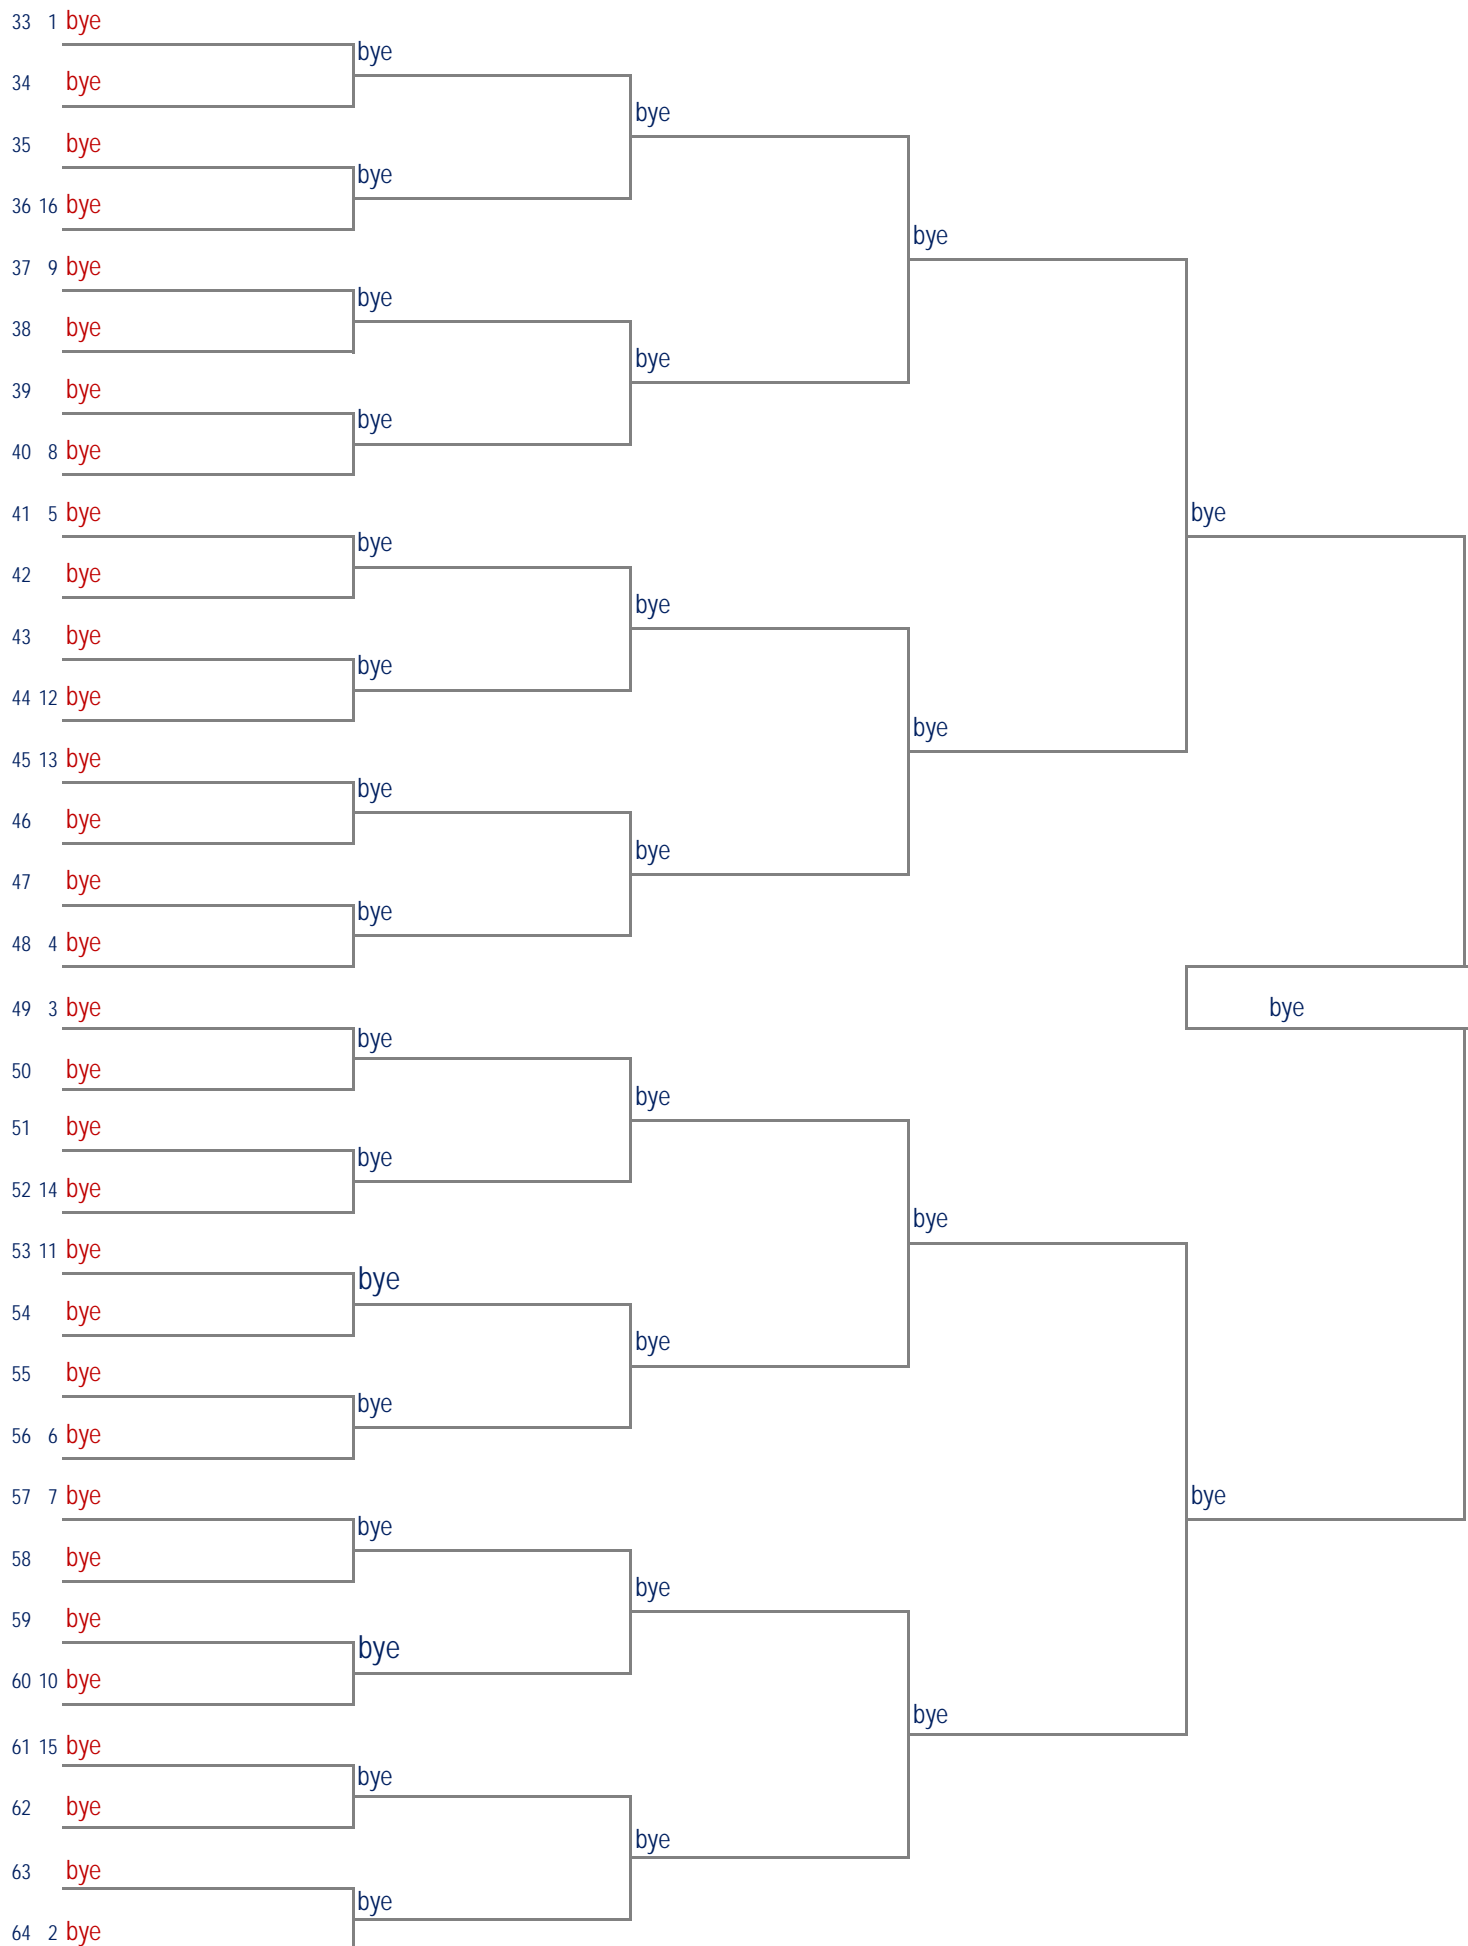 33 1 bye
bye
34 bye
bye
35 bye
bye
36 16 bye
bye
37 9 bye
bye
38 bye
bye
39 bye
bye
40 8 bye
41 5 bye
bye
bye
42 bye
bye
43 bye
bye
44 12 bye
bye
45 13 bye
bye
46 bye
bye
47 bye
bye
48 4 bye
49 3 bye
bye
bye
50 bye
bye
51 bye
bye
52 14 bye
bye
53 11 bye
bye
54 bye
bye
55 bye
bye
56 6 bye
57 7 bye
bye
bye
58 bye
bye
59 bye
bye
60 10 bye
bye
61 15 bye
bye
62 bye
bye
63 bye
bye
64 2 bye